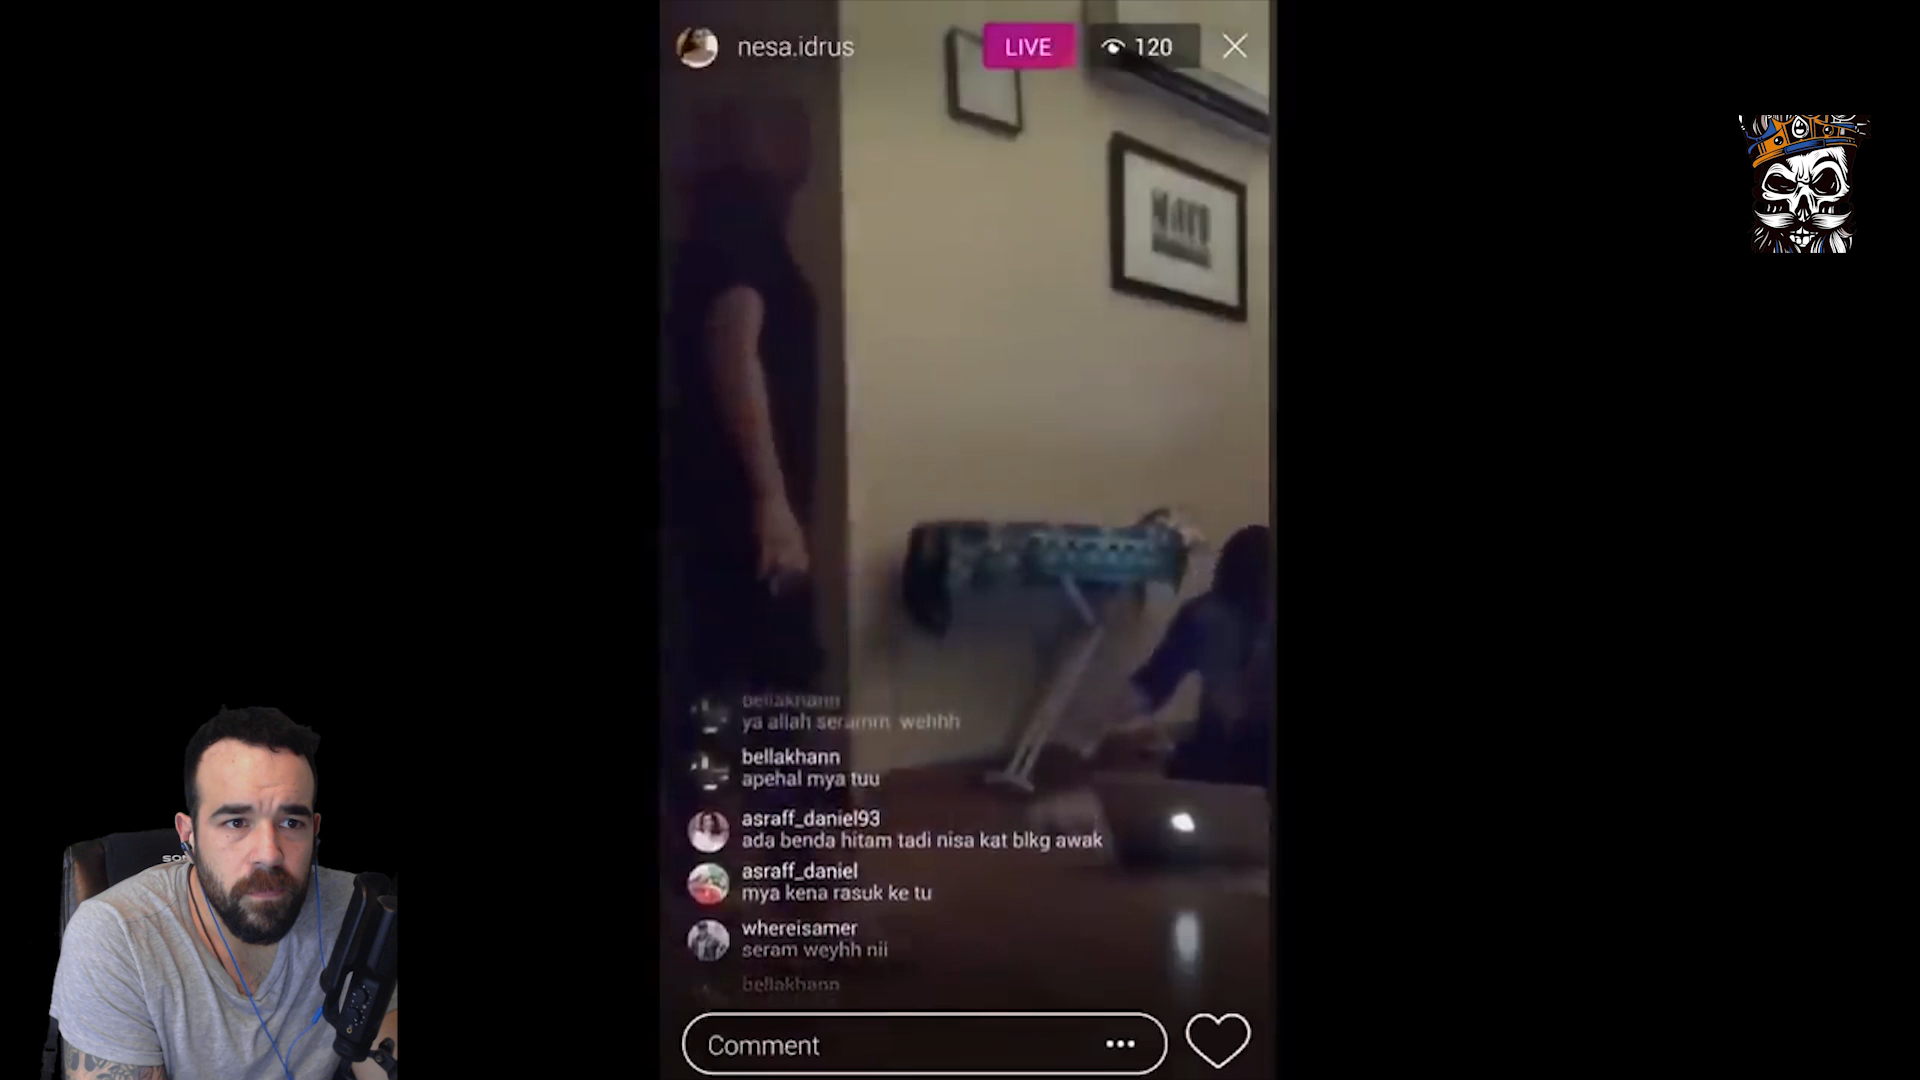 nesa.idrus
LIVE
120
bellakhann
ya allah seramm wehhh
bellakhann
apehal mya tuu
asraff_daniel93
ada benda hitam tadi nisa kat blkg awak
asraff_daniel
mya kena rasuk ke tu
whereisamer
seram weyhh nii
bellakhann
Comment